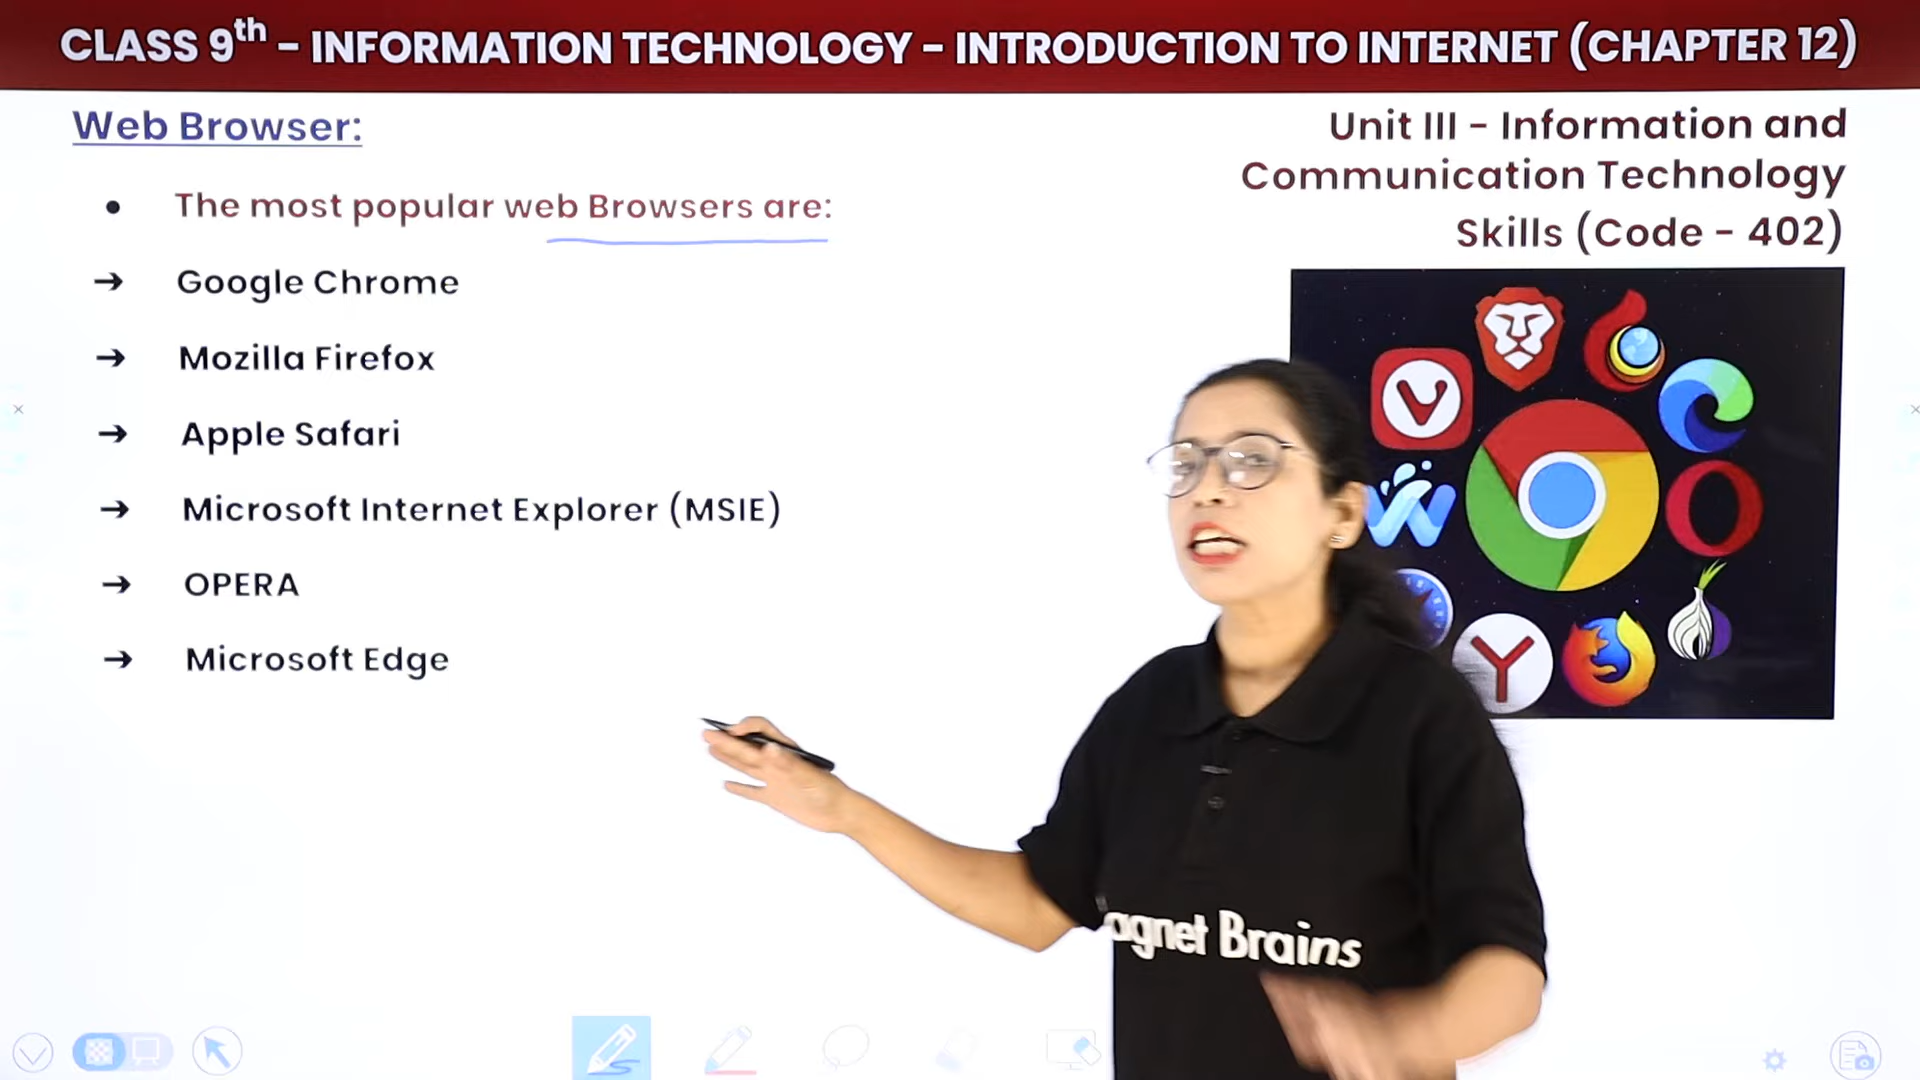 CLASS 9th - INFORMATION TECHNOLOGY - INTRODUCTION TO INTERNET (CHAPTER 12)
Web Browser:
Unit III - Information and
Communication Technology
Skills (Code - 402)
• The most popular web Browsers are:
→ Google Chrome
→ Mozilla Firefox
→ Apple Safari
→ Microsoft Internet Explorer (MSIE)
→ OPERA
→ Microsoft Edge
agnet Brains